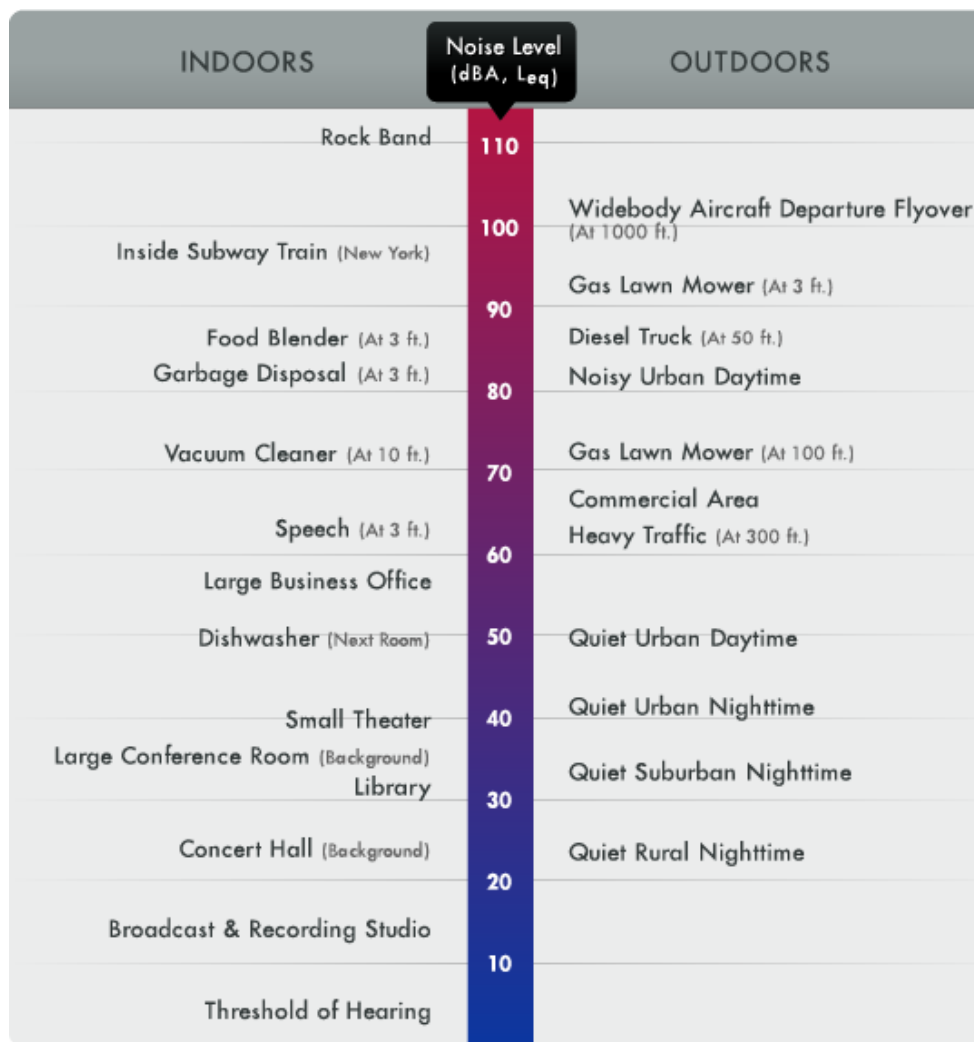 INDOORS
Noise Level
(dBA, Leq)
OUTDOORS
Rock Band
110
Widebody Aircraft Departure Flyover
(At 1000 ft.)
100
Inside Subway Train (New York)
Gas Lawn Mower (At 3 ft.)
90
Food Blender (At 3 ft.)
Diesel Truck (At 50 ft.)
Garbage Disposal (At 3 ft.)
Noisy Urban Daytime
80
Vacuum Cleaner (At 10 ft.)
Gas Lawn Mower (At 100 ft.)
70
Commercial Area
Speech (At 3 ft.)
Heavy Traffic (At 300 ft.)
60
Large Business Office
Dishwasher (Next Room)
50
Quiet Urban Daytime
Quiet Urban Nighttime
Small Theater
40
Large Conference Room (Background)
Quiet Suburban Nighttime
Library
30
Concert Hall (Background)
Quiet Rural Nighttime
20
Broadcast & Recording Studio
10
Threshold of Hearing